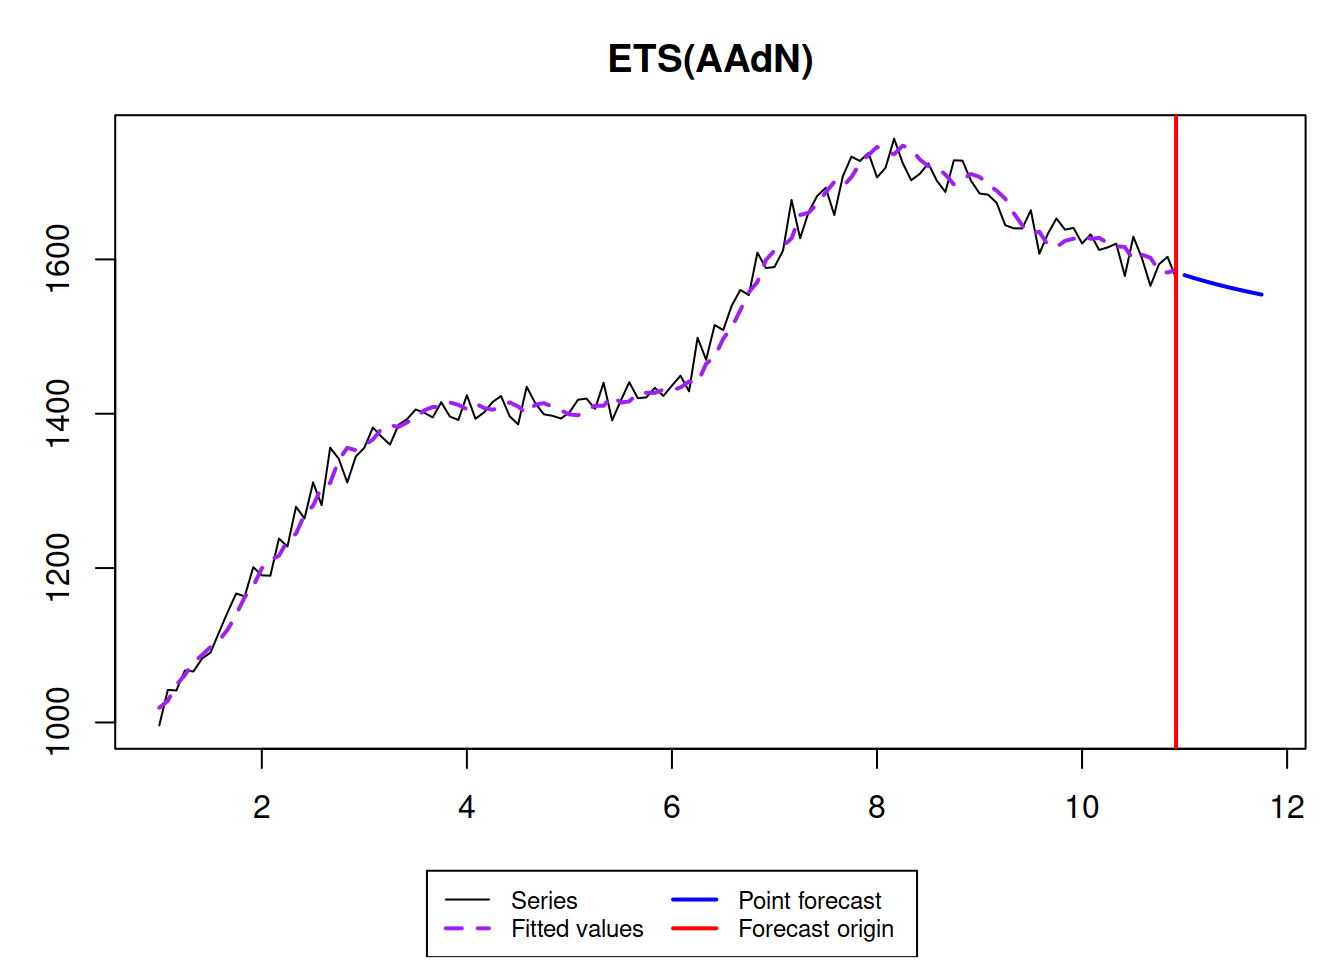 ETS(AAdN)
1600
1400
1200
1000
2 4 6 8 10 12
Series Point forecast
Fitted values Forecast origin